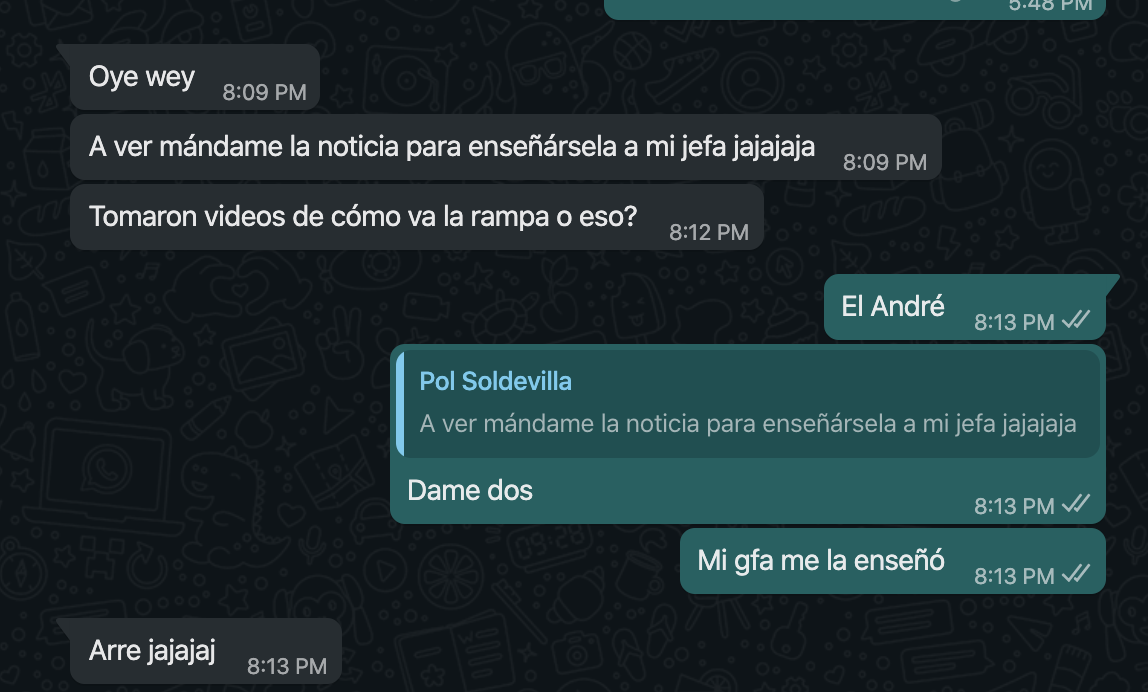 5:48 PM
Oye wey 8:09 PM
A ver mándame la noticia para enseñársela a mi jefa jajajaja 8:09 PM
Tomaron videos de cómo va la rampa o eso? 8:12 PM
El André 8:13 PM
Pol Soldevilla
A ver mándame la noticia para enseñársela a mi jefa jajajaja
Dame dos 8:13 PM
Mi gfa me la enseñó 8:13 PM
Arre jajajaj 8:13 PM